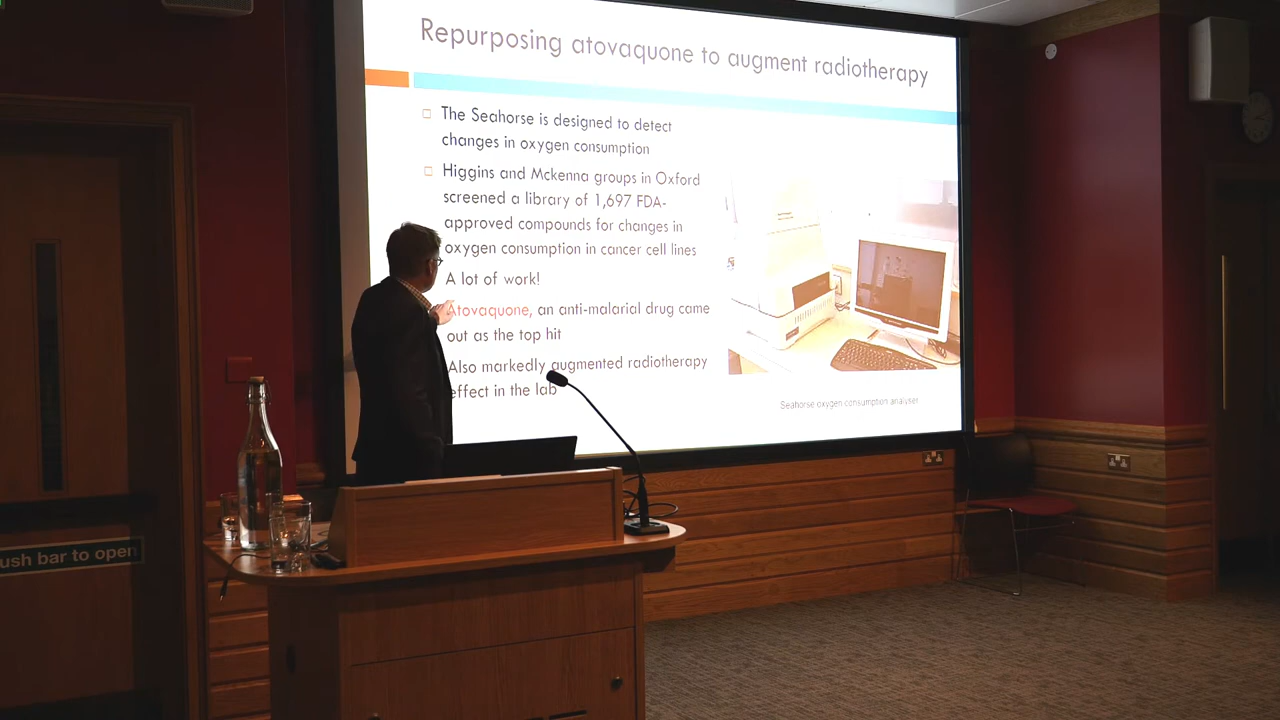 Repurposing atovaquone to augment radiotherapy
The Seahorse is designed to detect
changes in oxygen consumption
Higgins and Mckenna groups in Oxford
screened a library of 1,697 FDA-
approved compounds for changes in
oxygen consumption in cancer cell lines
A lot of work!
Atovaquone, an anti-malarial drug came
out as the top hit
Also markedly augmented radiotherapy
effect in the lab
Seahorse oxygen consumption analyser
ush bar to open